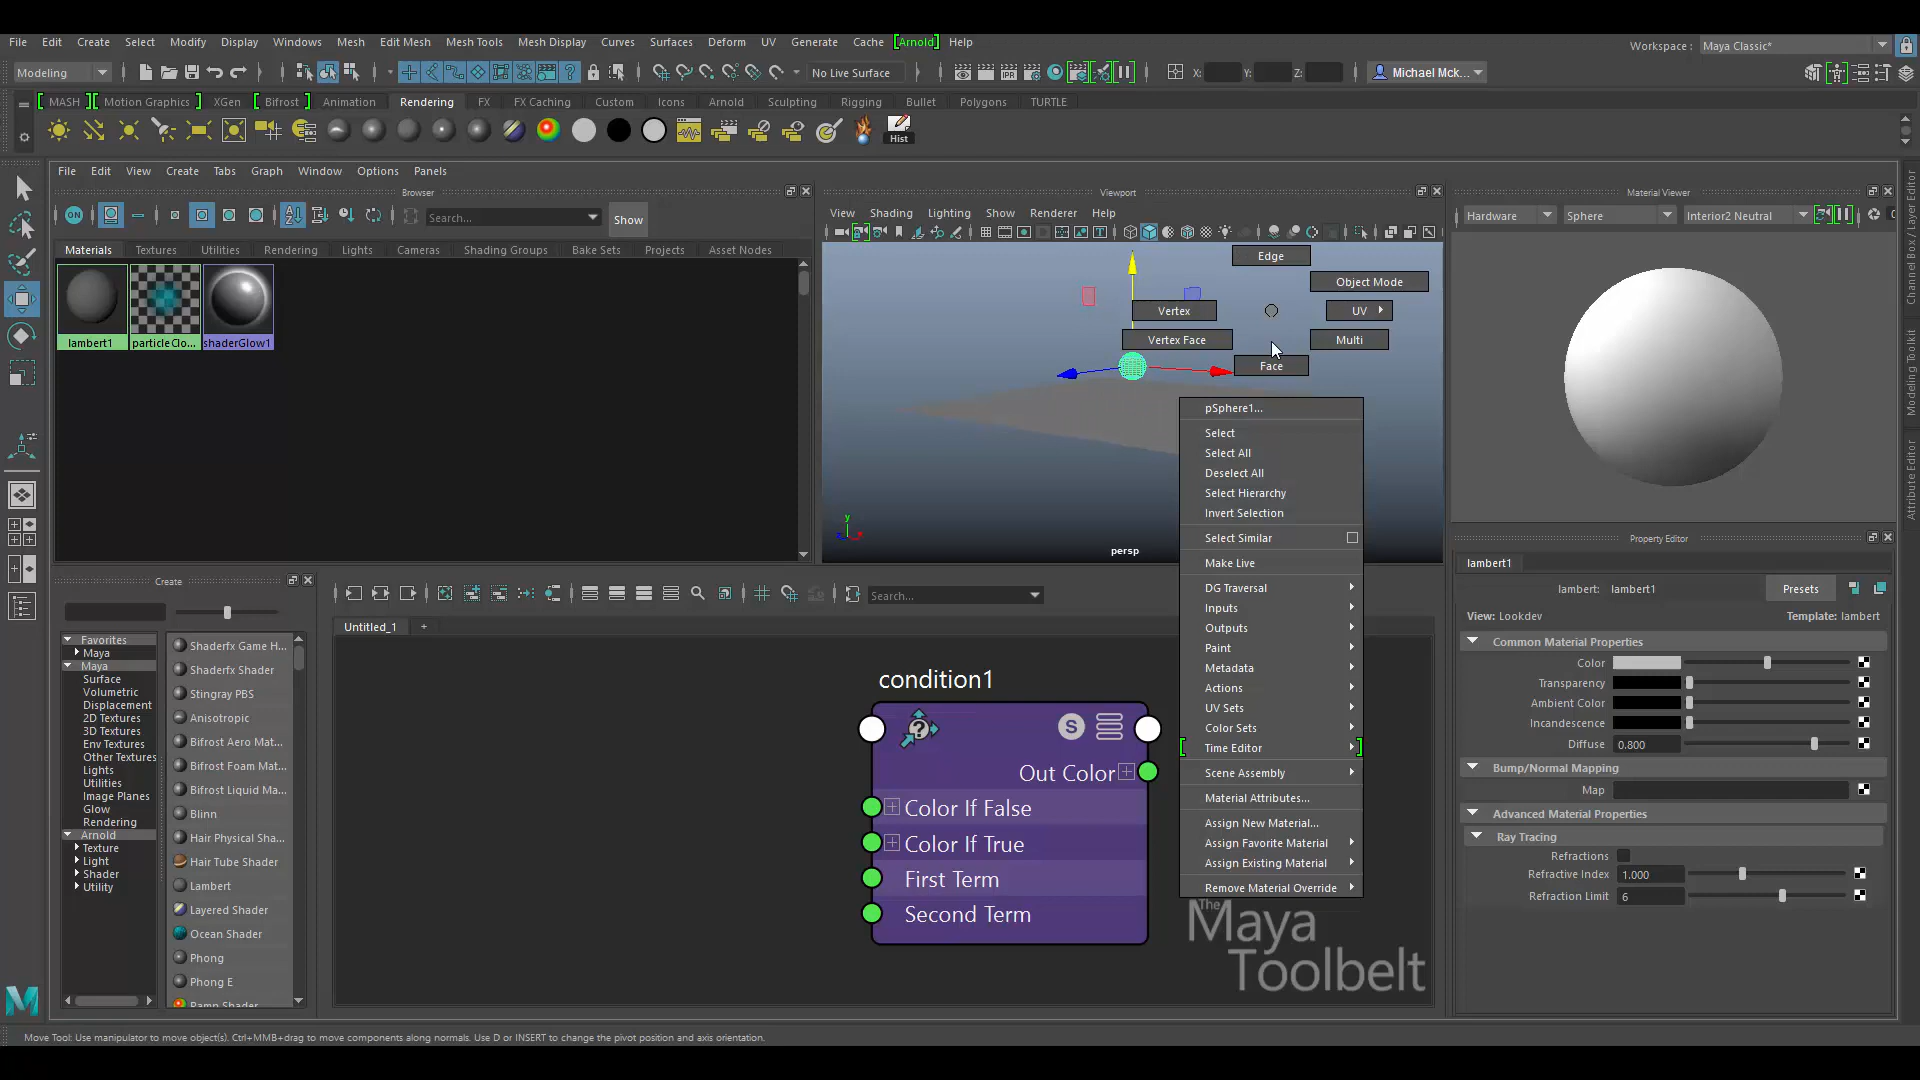 File Edit Create Select Modify Display Windows Mesh Edit Mesh Mesh Tools Mesh Display Curves Surfaces Deform UV Generate Cache [Arnold] Help
Workspace : Maya Classic*
Modeling
No Live Surface
X: Y: Z:
Michael Mck...
MASH Motion Graphics XGen Bifrost Animation Rendering FX FX Caching Custom Icons Arnold Sculpting Rigging Bullet Polygons TURTLE
IPR
Hist
File Edit View Create Tabs Graph Window Options Panels
Browser
ON
Search...
Show
Materials Textures Utilities Rendering Lights Cameras Shading Groups Bake Sets Projects Asset Nodes
lambert1 particleClo... shaderGlow1
Viewport
View Shading Lighting Show Renderer Help
Edge
Object Mode
Vertex
UV
Vertex Face
Multi
Face
y
persp
pSphere1...
Select
Select All
Deselect All
Select Hierarchy
Invert Selection
Select Similar
Make Live
DG Traversal
Inputs
Outputs
Paint
Metadata
Actions
UV Sets
Color Sets
Time Editor
Scene Assembly
Material Attributes...
Assign New Material...
Assign Favorite Material
Assign Existing Material
Remove Material Override
Material Viewer
Hardware Sphere Interior2 Neutral
Channel Box / Layer Editor
Modeling Toolkit
Attribute Editor
Property Editor
lambert1
lambert: lambert1
Presets
View: Lookdev
Template: lambert
Common Material Properties
Color
Transparency
Ambient Color
Incandescence
Diffuse 0.800
Bump/Normal Mapping
Map
Advanced Material Properties
Ray Tracing
Refractions
Refractive Index 1.000
Refraction Limit 6
Create
Favorites
Maya
Maya
Surface
Volumetric
Displacement
2D Textures
3D Textures
Env Textures
Other Textures
Lights
Utilities
Image Planes
Glow
Rendering
Arnold
Texture
Light
Shader
Utility
Shaderfx Game H...
Shaderfx Shader
Stingray PBS
Anisotropic
Bifrost Aero Mat...
Bifrost Foam Mat...
Bifrost Liquid Ma...
Blinn
Hair Physical Sha...
Hair Tube Shader
Lambert
Layered Shader
Ocean Shader
Phong
Phong E
Ramp Shader
Search...
Untitled_1
+
condition1
S
Out Color
Color If False
Color If True
First Term
Second Term
The
Maya
Toolbelt
M
Move Tool: Use manipulator to move object(s). Ctrl+MMB+drag to move components along normals. Use D or INSERT to change the pivot position and axis orientation.